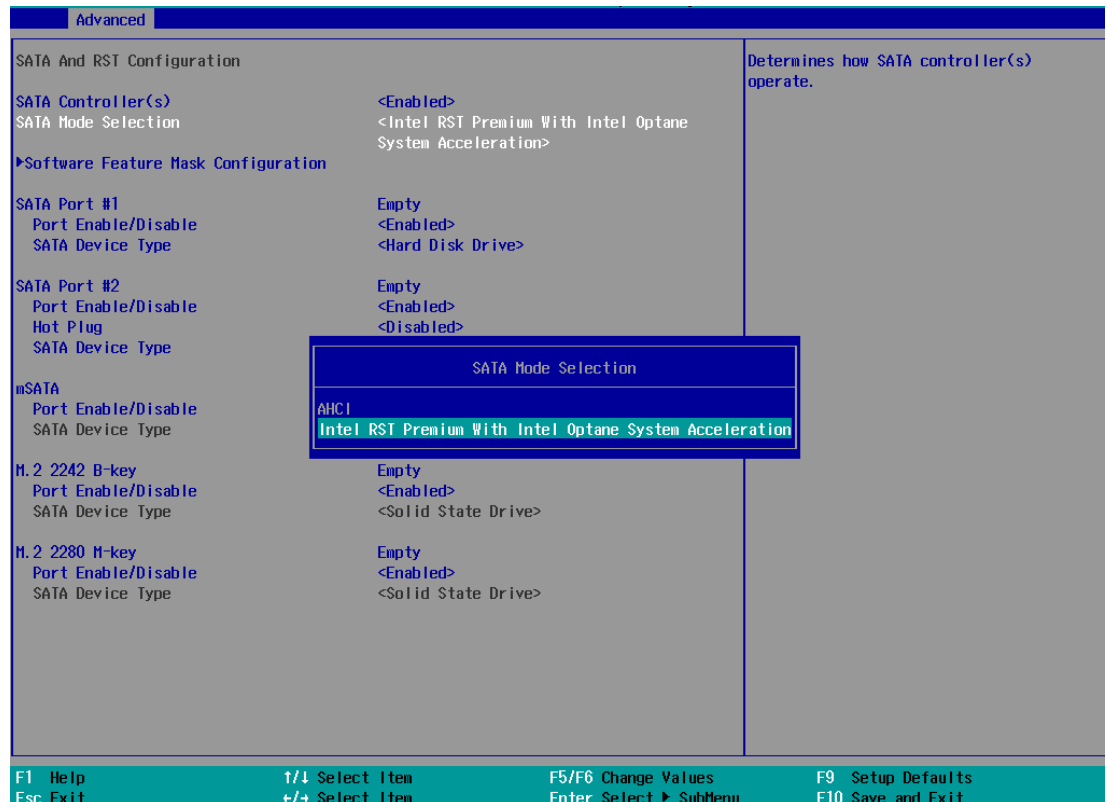 Advanced
SATA And RST Configuration
Determines how SATA controller(s)
operate.
SATA Controller(s) <Enabled>
SATA Mode Selection <Intel RST Premium With Intel Optane
System Acceleration>
▶Software Feature Mask Configuration
SATA Port #1 Empty
Port Enable/Disable <Enabled>
SATA Device Type <Hard Disk Drive>
SATA Port #2 Empty
Port Enable/Disable <Enabled>
Hot Plug <Disabled>
SATA Device Type
mSATA
Port Enable/Disable
SATA Device Type
SATA Mode Selection
AHCI
Intel RST Premium With Intel Optane System Acceleration
M.2 2242 B-key Empty
Port Enable/Disable <Enabled>
SATA Device Type <Solid State Drive>
M.2 2280 M-key Empty
Port Enable/Disable <Enabled>
SATA Device Type <Solid State Drive>
F1 Help ↑/↓ Select Item F5/F6 Change Values F9 Setup Defaults
Esc Exit ←/→ Select Item Enter Select ▶ SubMenu F10 Save and Exit